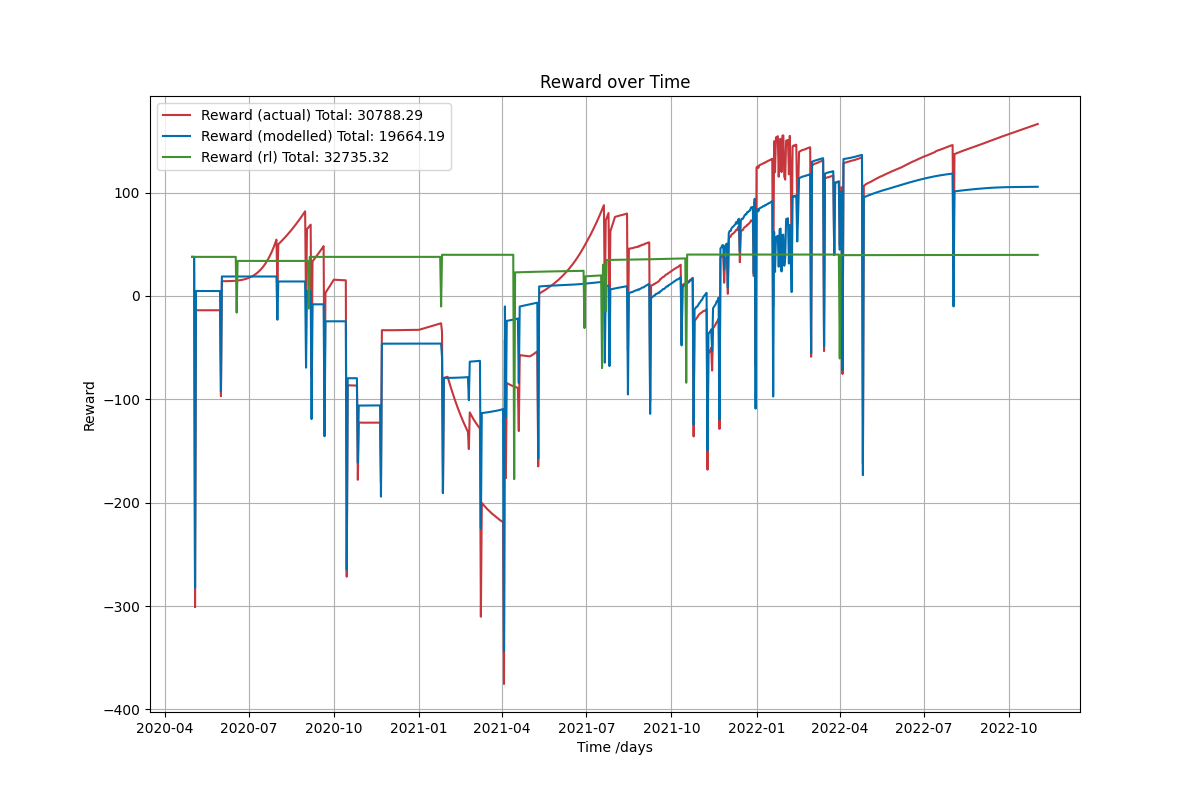 Reward over Time
Reward (actual) Total: 30788.29
Reward (modelled) Total: 19664.19
Reward (rl) Total: 32735.32
100
0
−100
−200
−300
−400
Reward
2020-04 2020-07 2020-10 2021-01 2021-04 2021-07 2021-10 2022-01 2022-04 2022-07 2022-10
Time /days